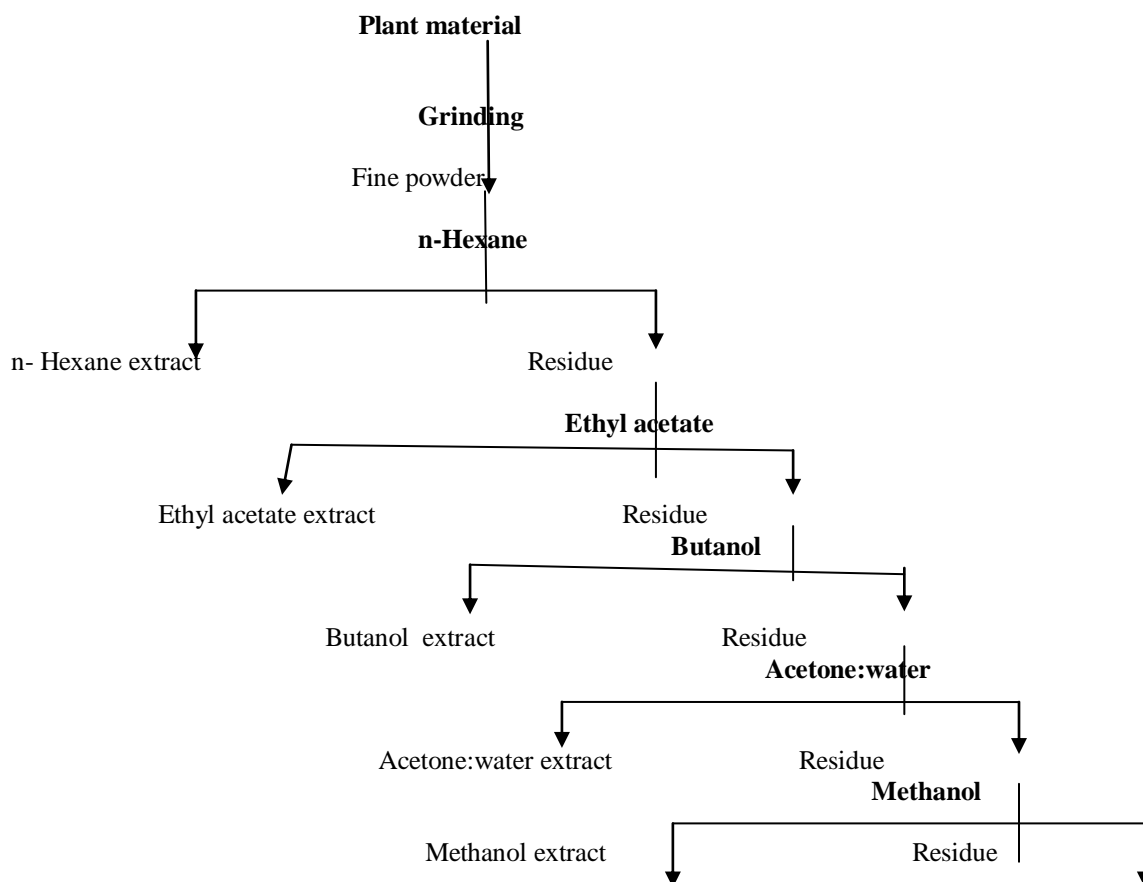 Plant material
Grinding
Fine powder
n-Hexane
n- Hexane extract Residue
Ethyl acetate
Ethyl acetate extract Residue
Butanol
Butanol extract Residue
Acetone:water
Acetone:water extract Residue
Methanol
Methanol extract Residue